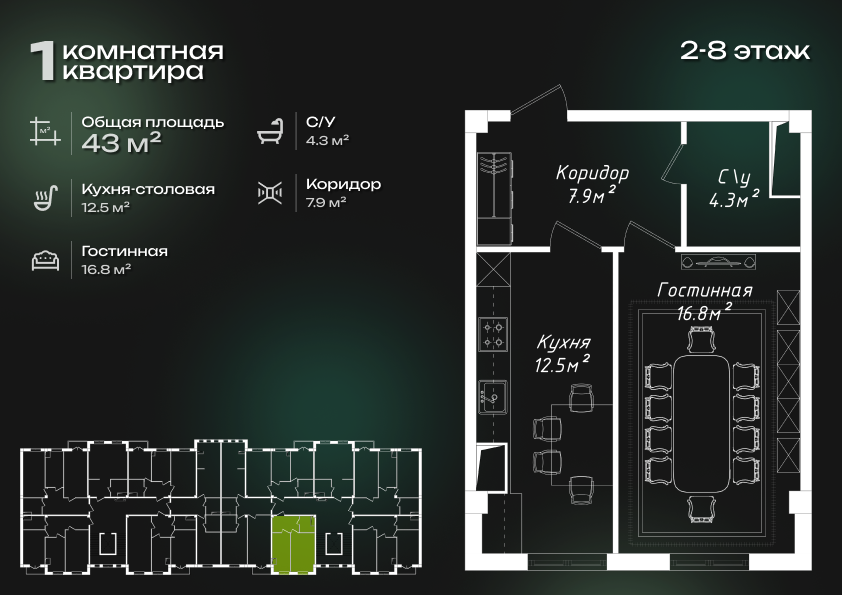 1 комнатная
квартира
2-8 этаж
м²
Общая площадь
43 м²
С/У
4.3 м²
Кухня-столовая
12.5 м²
Коридор
7.9 м²
Гостинная
16.8 м²
Коридор
7.9м²
С\у
4.3м²
Гостинная
16.8м²
Кухня
12.5м²